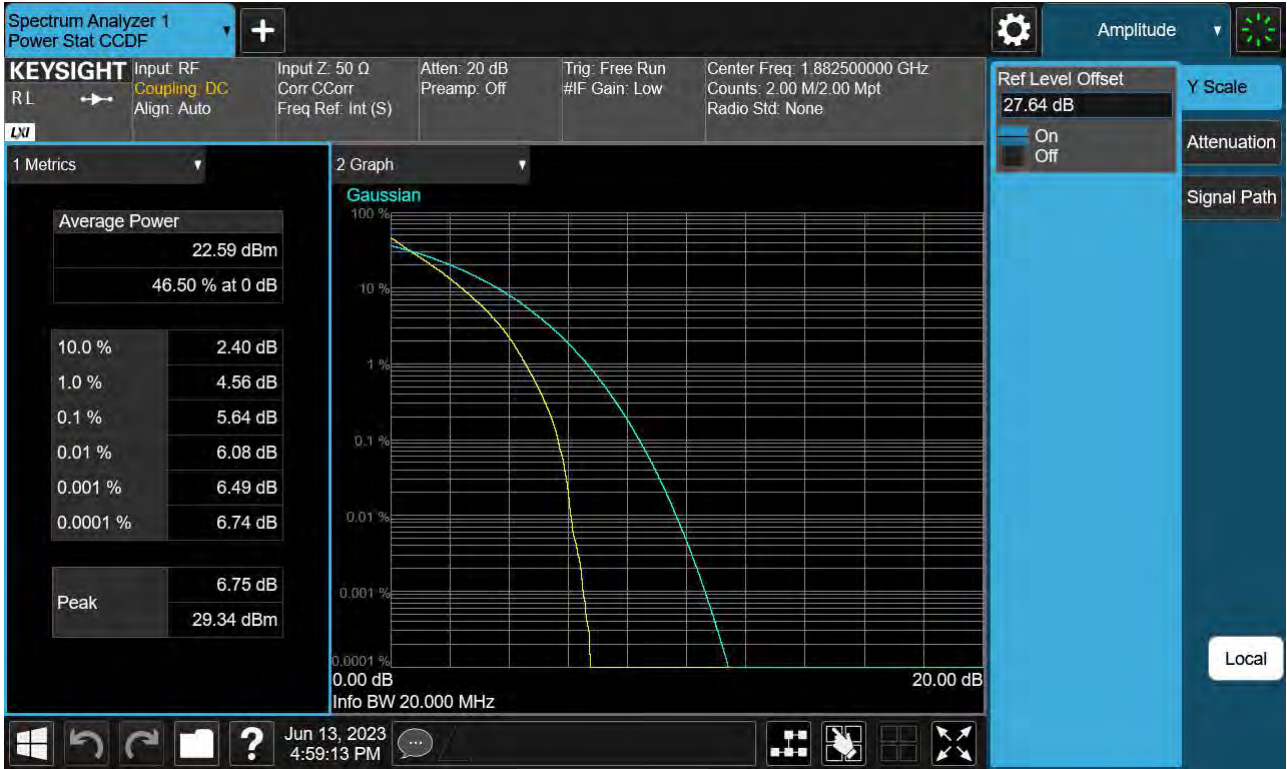 Spectrum Analyzer 1
Power Stat CCDF
Amplitude
KEYSIGHT
RL
LXI
Input: RF
Coupling: DC
Align: Auto
Input Z: 50 Ω
Corr CCorr
Freq Ref: Int (S)
Atten: 20 dB
Preamp: Off
Trig: Free Run
#IF Gain: Low
Center Freq: 1.882500000 GHz
Counts: 2.00 M/2.00 Mpt
Radio Std: None
Ref Level Offset
27.64 dB
On
Off
Y Scale
Attenuation
Signal Path
1 Metrics
Average Power
22.59 dBm
46.50 % at 0 dB
10.0 % 2.40 dB
1.0 % 4.56 dB
0.1 % 5.64 dB
0.01 % 6.08 dB
0.001 % 6.49 dB
0.0001 % 6.74 dB
Peak
6.75 dB
29.34 dBm
2 Graph
Gaussian
100 %
10 %
1 %
0.1 %
0.01 %
0.001 %
0.0001 %
0.00 dB 20.00 dB
Info BW 20.000 MHz
Local
? Jun 13, 2023
4:59:13 PM